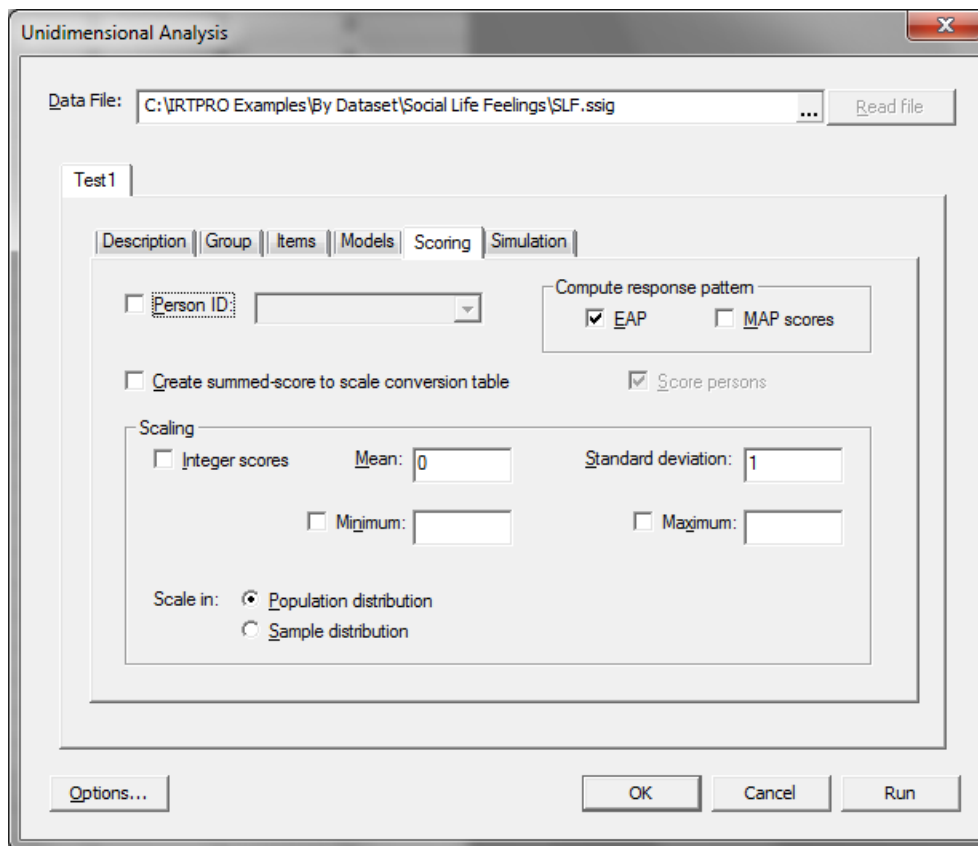 Unidimensional Analysis
Data File: C:\IRTPRO Examples\By Dataset\Social Life Feelings\SLF.ssig ... Read file
Test1
Description Group Items Models Scoring Simulation
Person ID: Compute response pattern
EAP MAP scores
Create summed-score to scale conversion table Score persons
Scaling
Integer scores Mean: 0 Standard deviation: 1
Minimum: Maximum:
Scale in: Population distribution
Sample distribution
Options... OK Cancel Run